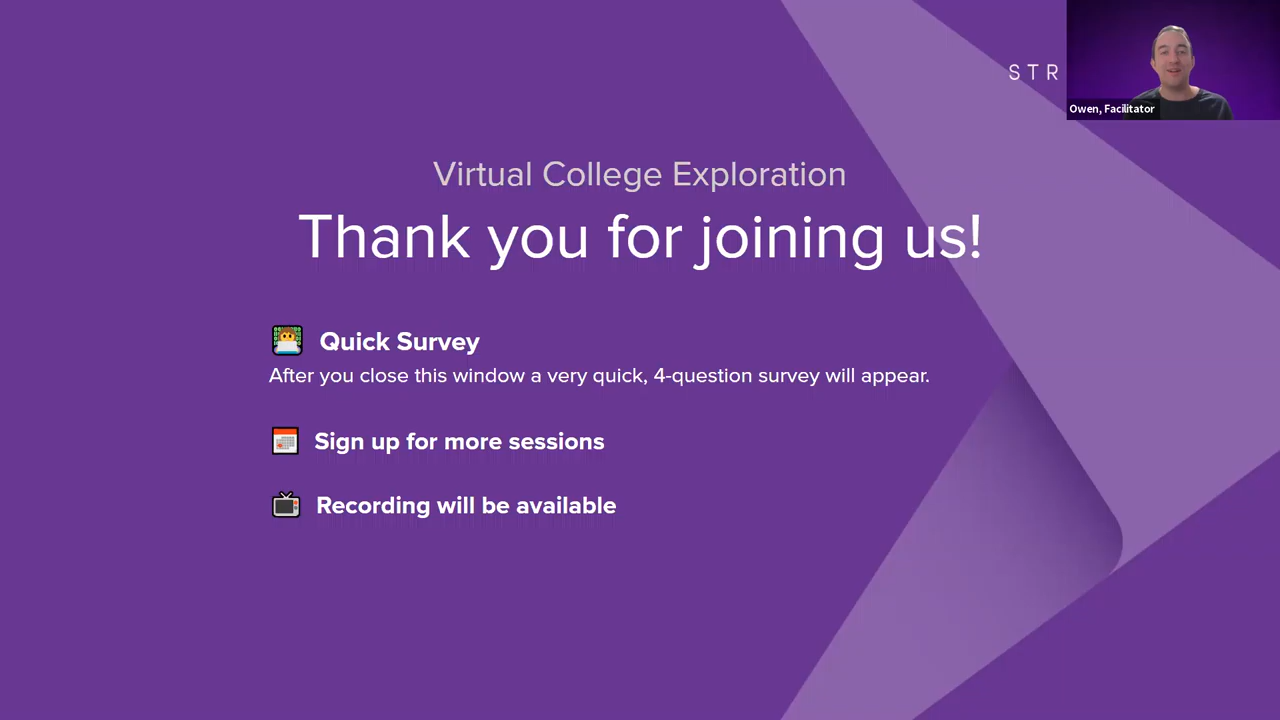 STR
Owen, Facilitator
Virtual College Exploration
Thank you for joining us!
Quick Survey
After you close this window a very quick, 4-question survey will appear.
Sign up for more sessions
Recording will be available